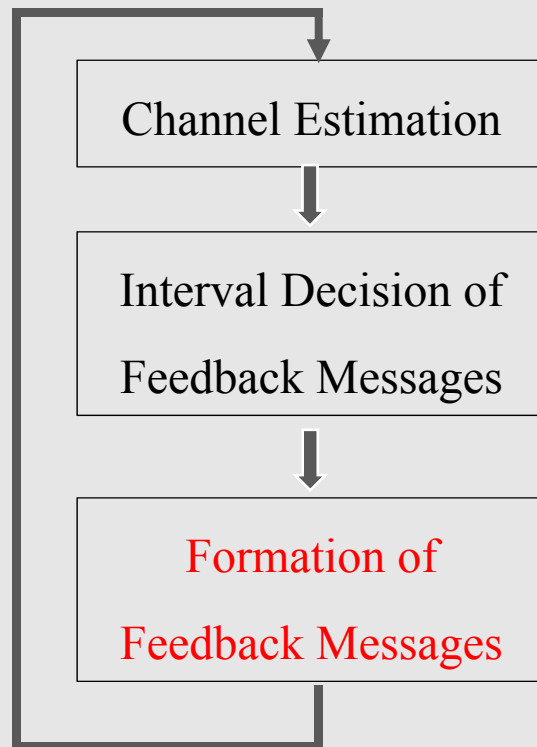 Channel Estimation
Interval Decision of
Feedback Messages
Formation of
Feedback Messages